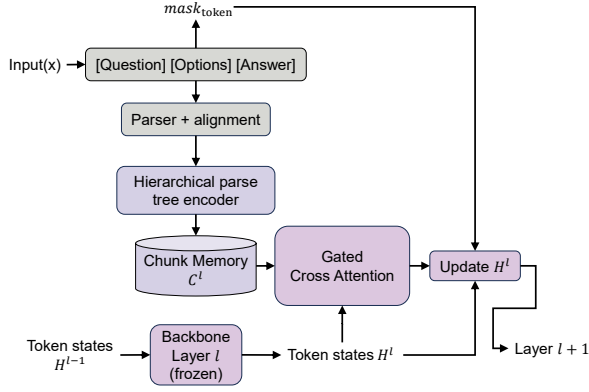 mask_token
Input(x)
[Question] [Options] [Answer]
Parser + alignment
Hierarchical parse
tree encoder
Chunk Memory
C^l
Gated
Cross Attention
Update H^l
Token states
H^{l-1}
Backbone
Layer l
(frozen)
Token states H^l
Layer l + 1